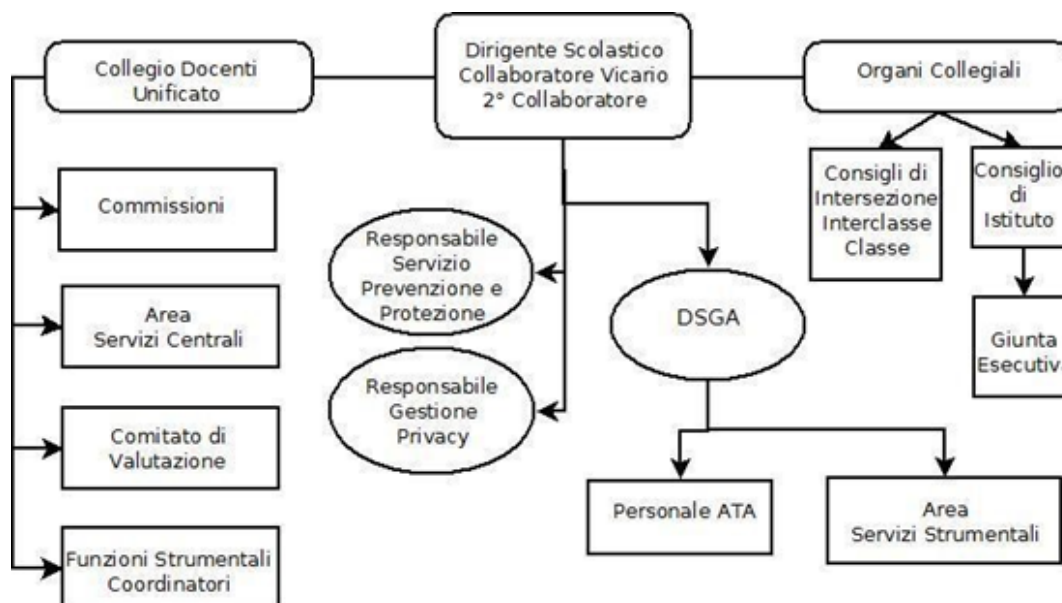 Collegio Docenti
Unificato
Dirigente Scolastico
Collaboratore Vicario
2° Collaboratore
Organi Collegiali
Commissioni
Area
Servizi Centrali
Comitato di
Valutazione
Funzioni Strumentali
Coordinatori
Responsabile
Servizio
Prevenzione e
Protezione
Responsabile
Gestione
Privacy
DSGA
Personale ATA
Area
Servizi Strumentali
Consigli di
Intersezione
Interclasse
Classe
Consiglio
di
Istituto
Giunta
Esecutiva